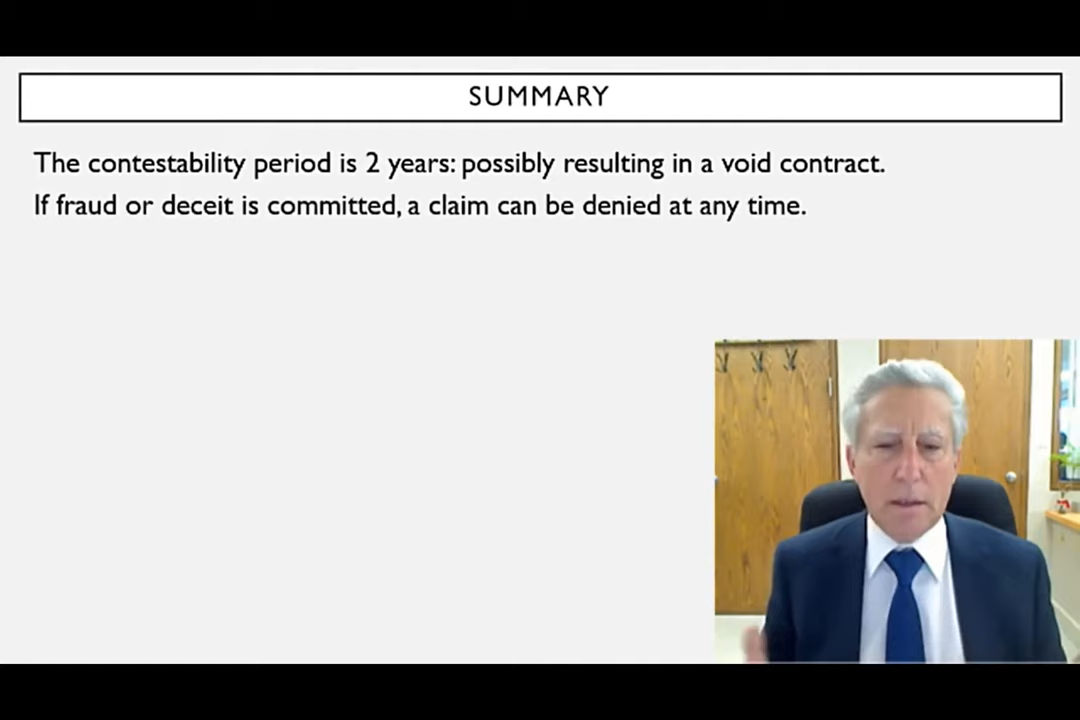 SUMMARY
The contestability period is 2 years: possibly resulting in a void contract.
If fraud or deceit is committed, a claim can be denied at any time.